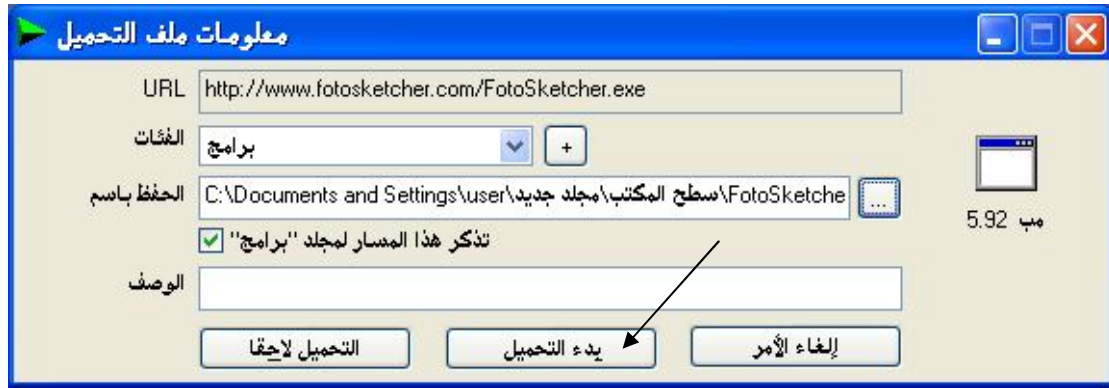 معلومات ملف التحميل
URL http://www.fotosketcher.com/FotoSketcher.exe
الفئات برامج +
الحفظ باسم C:\Documents and Settings\user\سطح المكتب\مجلد جديد\FotoSketche ...
5.92 مب
تذكر هذا المسار لمجلد "برامج"
الوصف
التحميل لاحقا بدء التحميل إلغاء الأمر